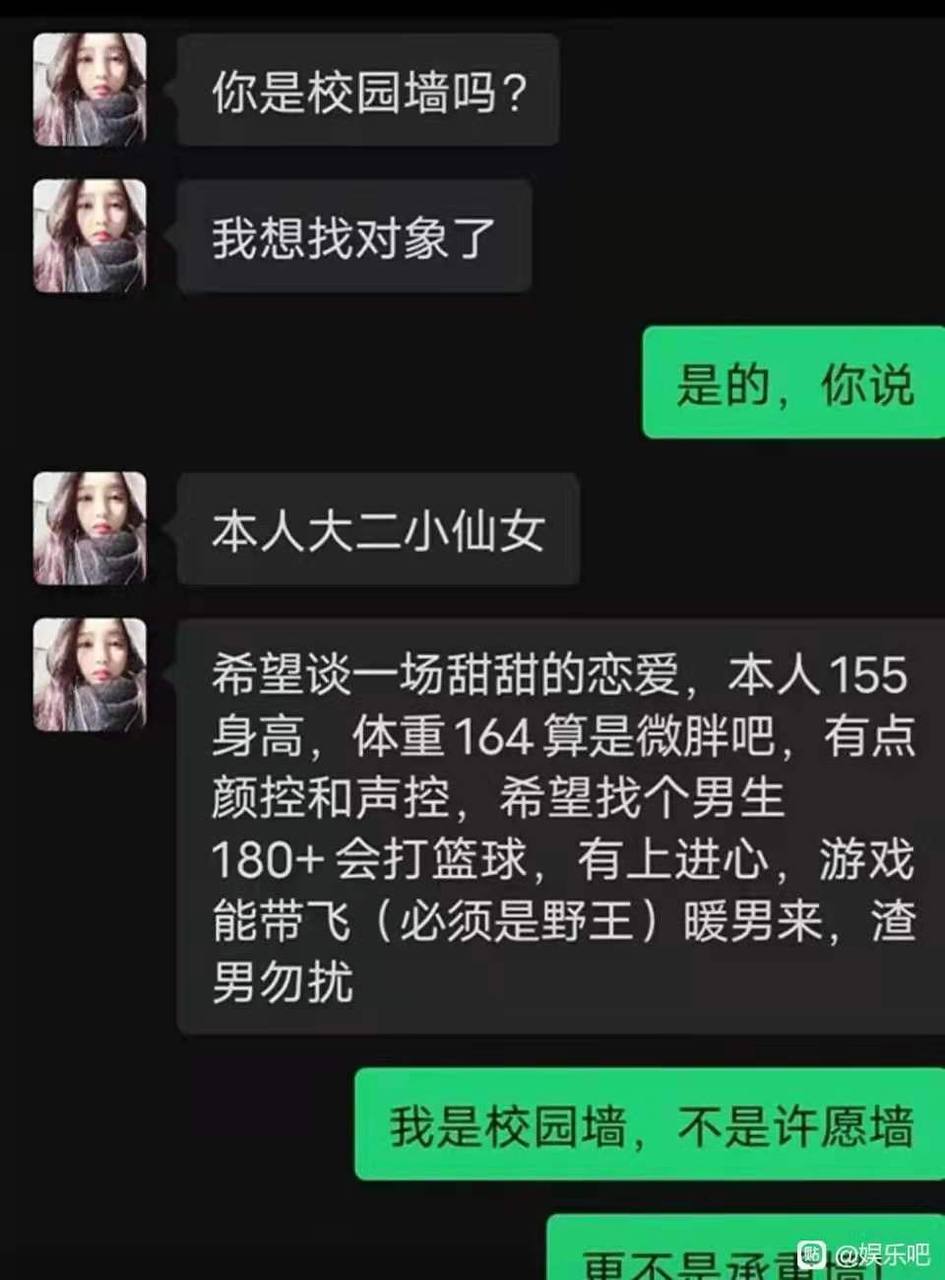 你是校园墙吗？
我想找对象了
是的，你说
本人大二小仙女
希望谈一场甜甜的恋爱，本人155
身高，体重164算是微胖吧，有点
颜控和声控，希望找个男生
180+会打篮球，有上进心，游戏
能带飞（必须是野王）暖男来，渣
男勿扰
我是校园墙，不是许愿墙
更不是承重墙
贴 @娱乐吧